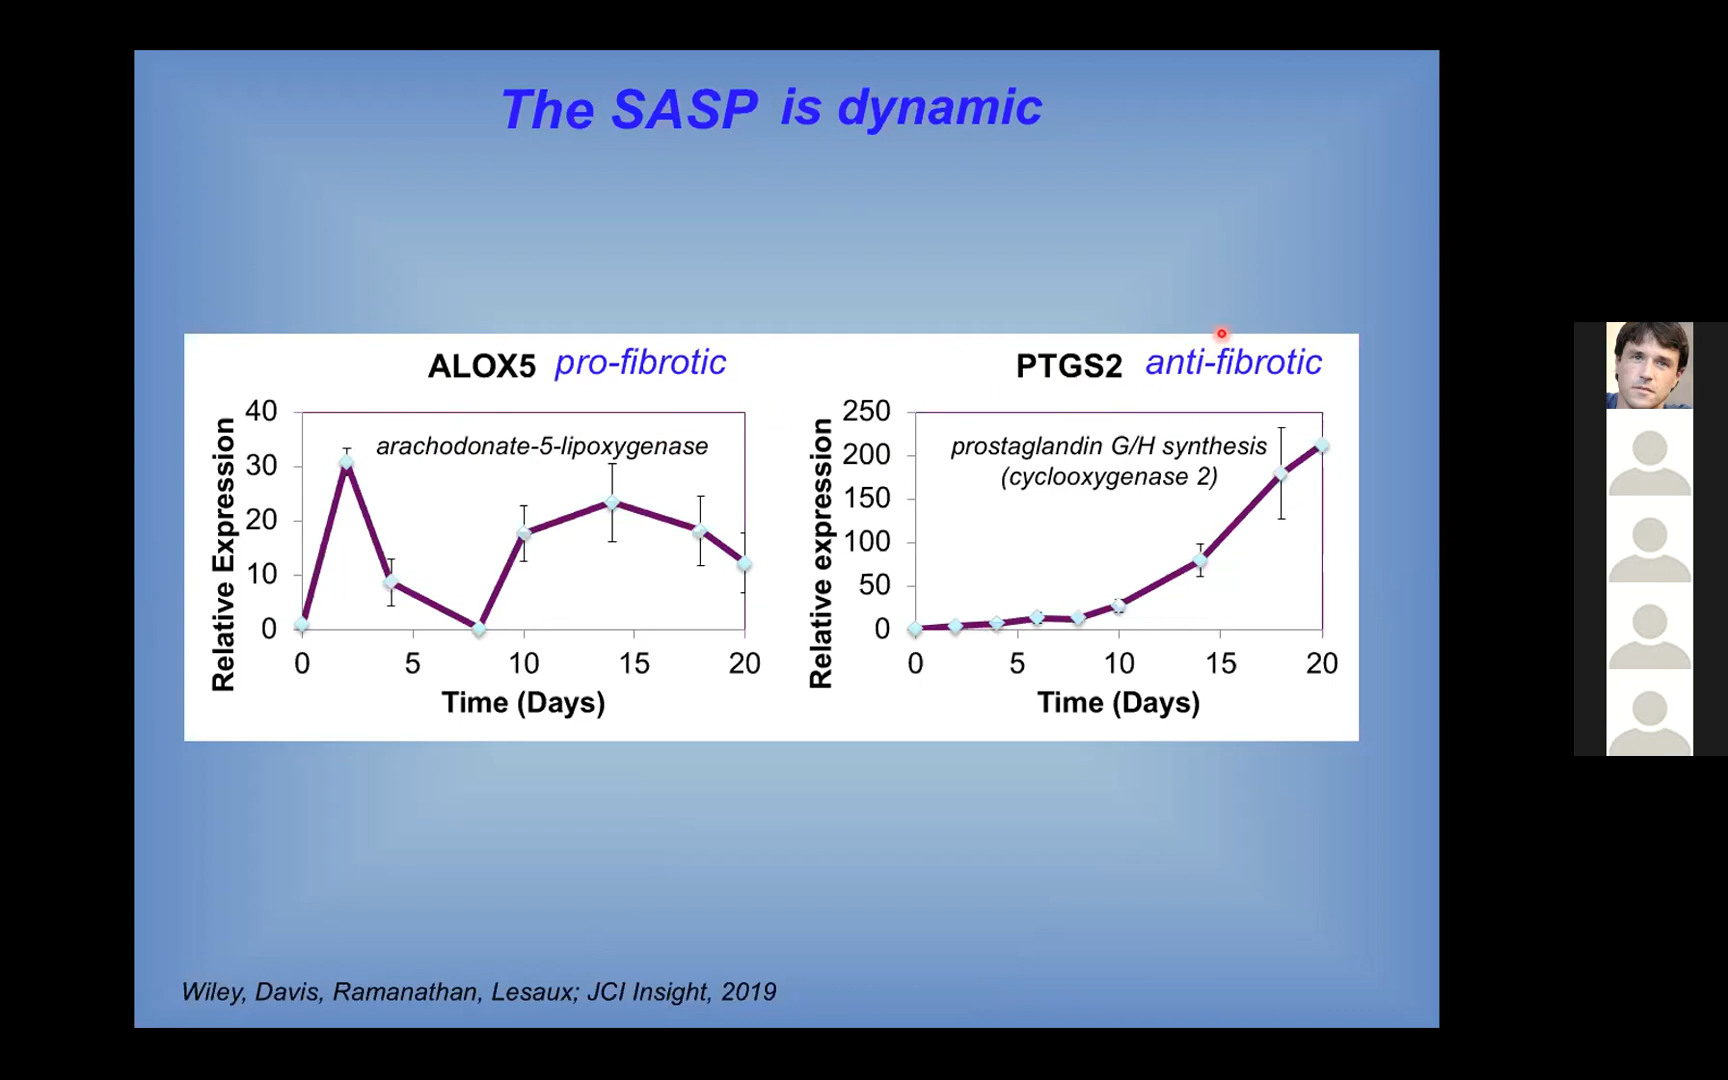 The SASP is dynamic
ALOX5 pro-fibrotic
arachodonate-5-lipoxygenase
Relative Expression
40
30
20
10
0
0 5 10 15 20
Time (Days)
PTGS2 anti-fibrotic
prostaglandin G/H synthesis
(cyclooxygenase 2)
Relative expression
250
200
150
100
50
0
0 5 10 15 20
Time (Days)
Wiley, Davis, Ramanathan, Lesaux; JCI Insight, 2019